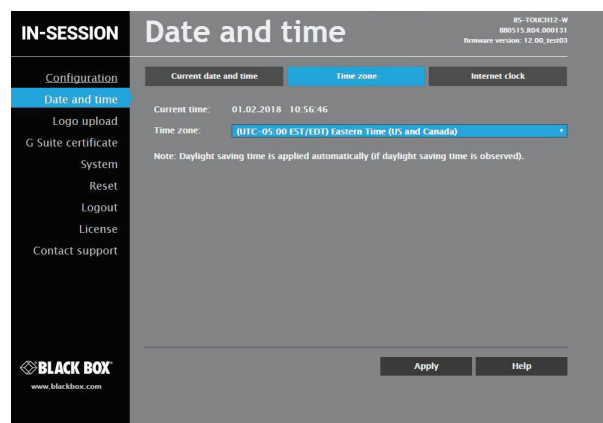 IN-SESSION
Date and time
RS-TOUCH12-W
880515.R04.000131
firmware version: 12.00_test03
Configuration
Date and time
Logo upload
G Suite certificate
System
Reset
Logout
License
Contact support
Current date and time
Time zone
Internet clock
Current time: 01.02.2018 10:56:46
Time zone: (UTC-05:00 EST/EDT) Eastern Time (US and Canada)
Note: Daylight saving time is applied automatically (if daylight saving time is observed).
Apply
Help
BLACK BOX®
www.blackbox.com